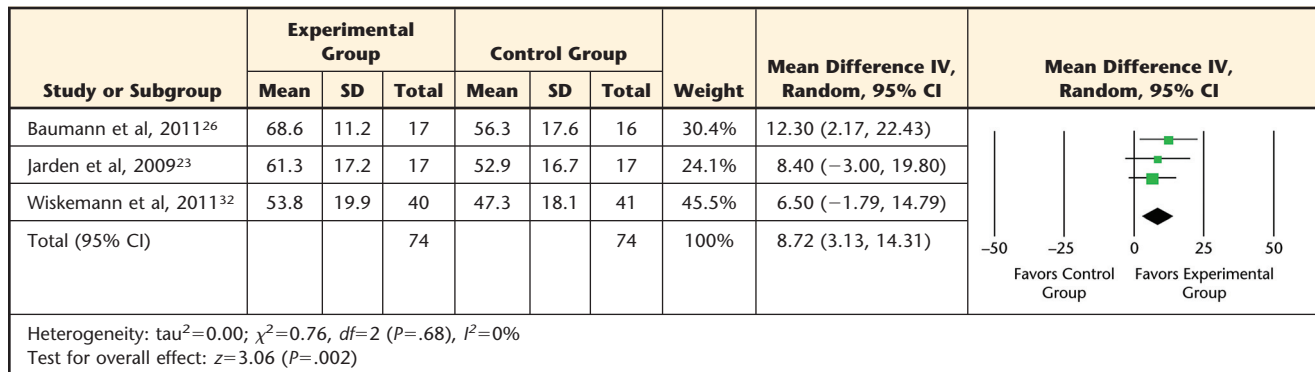 Study or Subgroup | Experimental Group | Control Group | Weight | Mean Difference IV, Random, 95% CI | Mean Difference IV, Random, 95% CI
Mean | SD | Total | Mean | SD | Total
Baumann et al, 2011²⁶ | 68.6 | 11.2 | 17 | 56.3 | 17.6 | 16 | 30.4% | 12.30 (2.17, 22.43)
Jarden et al, 2009²³ | 61.3 | 17.2 | 17 | 52.9 | 16.7 | 17 | 24.1% | 8.40 (−3.00, 19.80)
Wiskemann et al, 2011³² | 53.8 | 19.9 | 40 | 47.3 | 18.1 | 41 | 45.5% | 6.50 (−1.79, 14.79)
Total (95% CI) | 74 | 74 | 100% | 8.72 (3.13, 14.31)
−50 −25 0 25 50
Favors Control Group Favors Experimental Group
Heterogeneity: tau²=0.00; χ²=0.76, df=2 (P=.68), I²=0%
Test for overall effect: z=3.06 (P=.002)